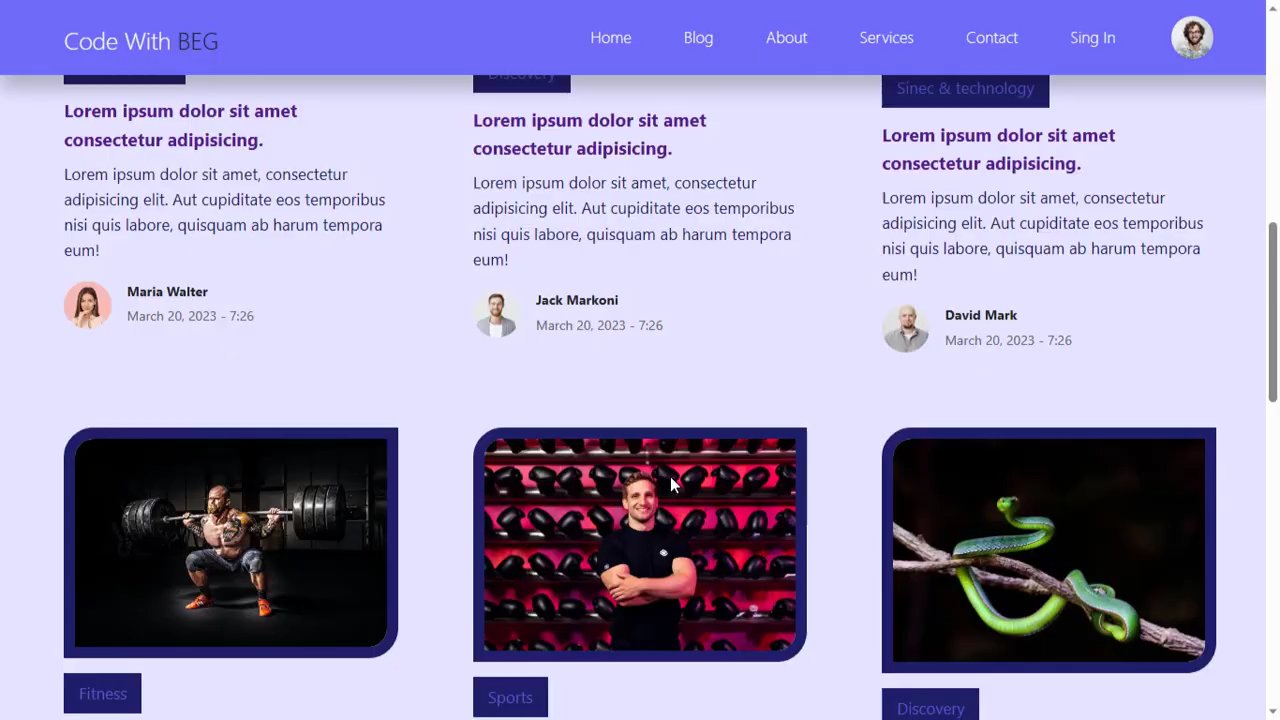 Code With BEG
Home
Blog
About
Services
Contact
Sing In
Discovery
Sinec & technology
Lorem ipsum dolor sit amet
consectetur adipisicing.
Lorem ipsum dolor sit amet, consectetur
adipisicing elit. Aut cupiditate eos temporibus
nisi quis labore, quisquam ab harum tempora
eum!
Maria Walter
March 20, 2023 - 7:26
Lorem ipsum dolor sit amet
consectetur adipisicing.
Lorem ipsum dolor sit amet, consectetur
adipisicing elit. Aut cupiditate eos temporibus
nisi quis labore, quisquam ab harum tempora
eum!
Jack Markoni
March 20, 2023 - 7:26
Lorem ipsum dolor sit amet
consectetur adipisicing.
Lorem ipsum dolor sit amet, consectetur
adipisicing elit. Aut cupiditate eos temporibus
nisi quis labore, quisquam ab harum tempora
eum!
David Mark
March 20, 2023 - 7:26
Fitness
Sports
Discovery